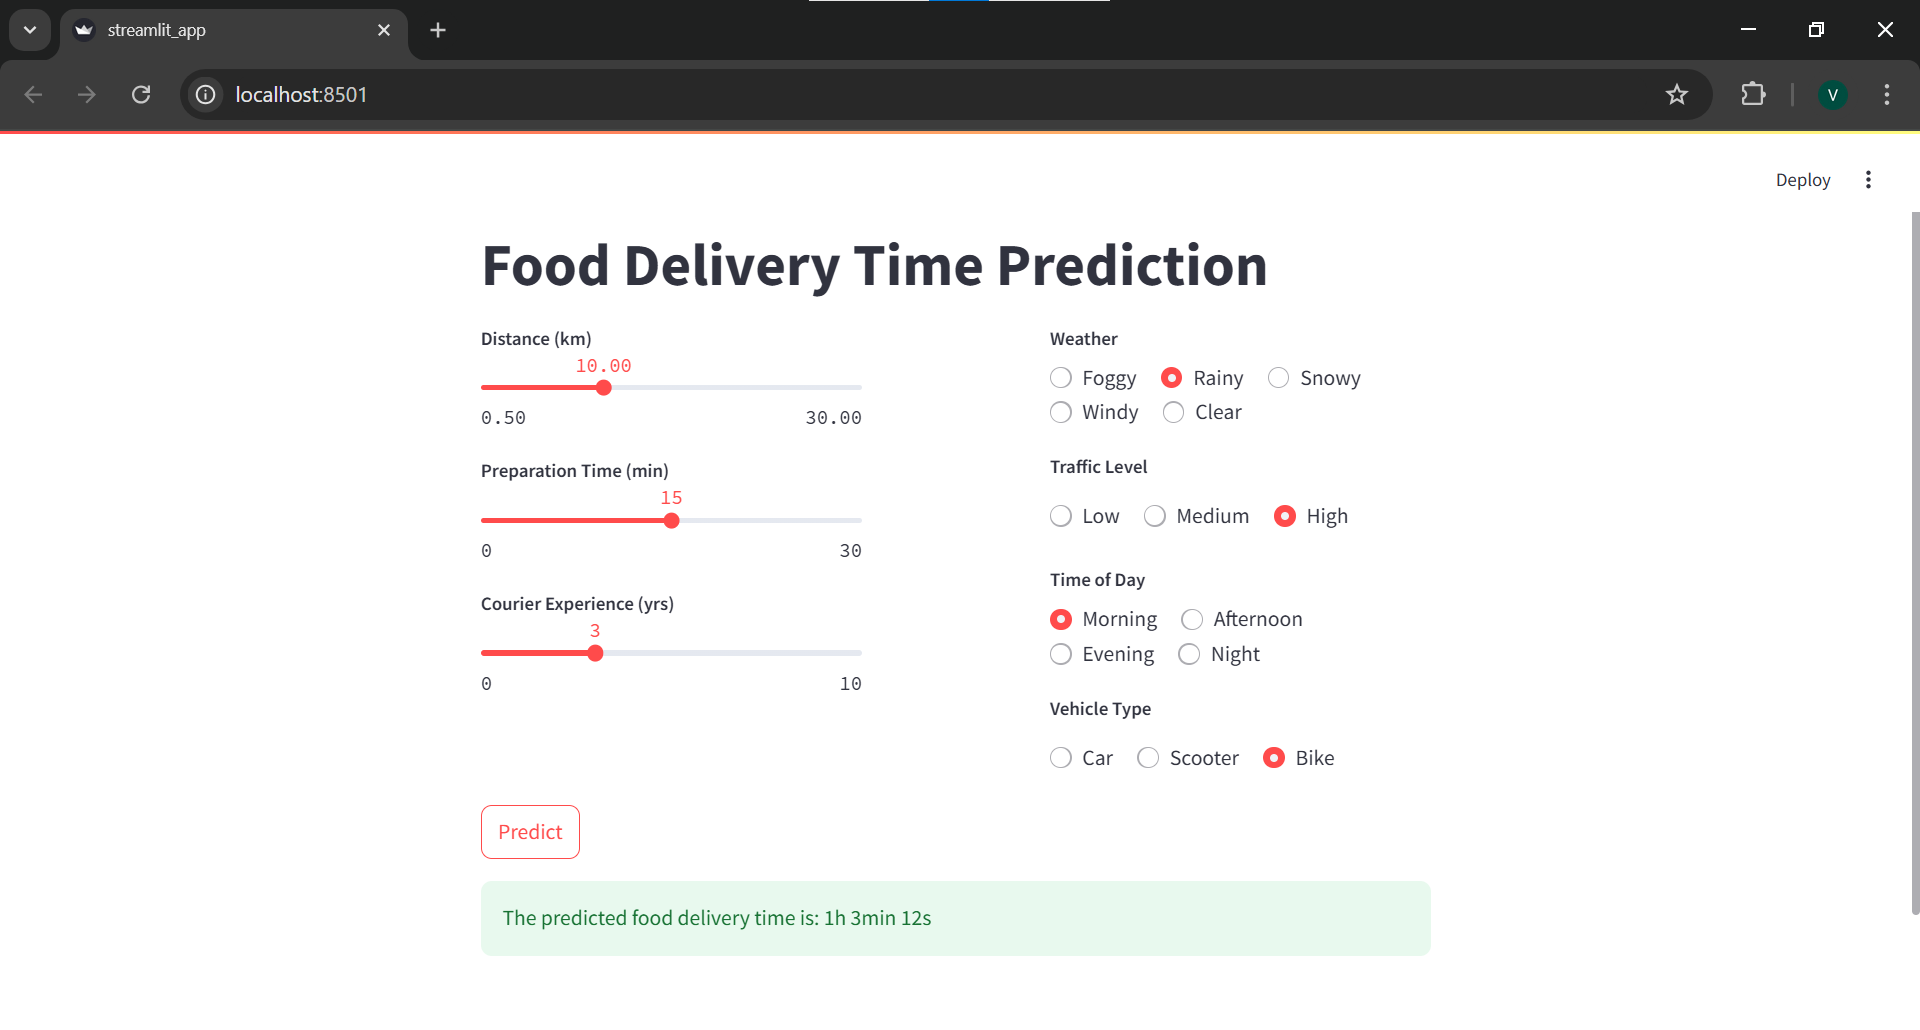 streamlit_app
localhost:8501
V
Deploy
Food Delivery Time Prediction
Distance (km)
10.00
0.50 30.00
Preparation Time (min)
15
0 30
Courier Experience (yrs)
3
0 10
Weather
Foggy Rainy Snowy
Windy Clear
Traffic Level
Low Medium High
Time of Day
Morning Afternoon
Evening Night
Vehicle Type
Car Scooter Bike
Predict
The predicted food delivery time is: 1h 3min 12s